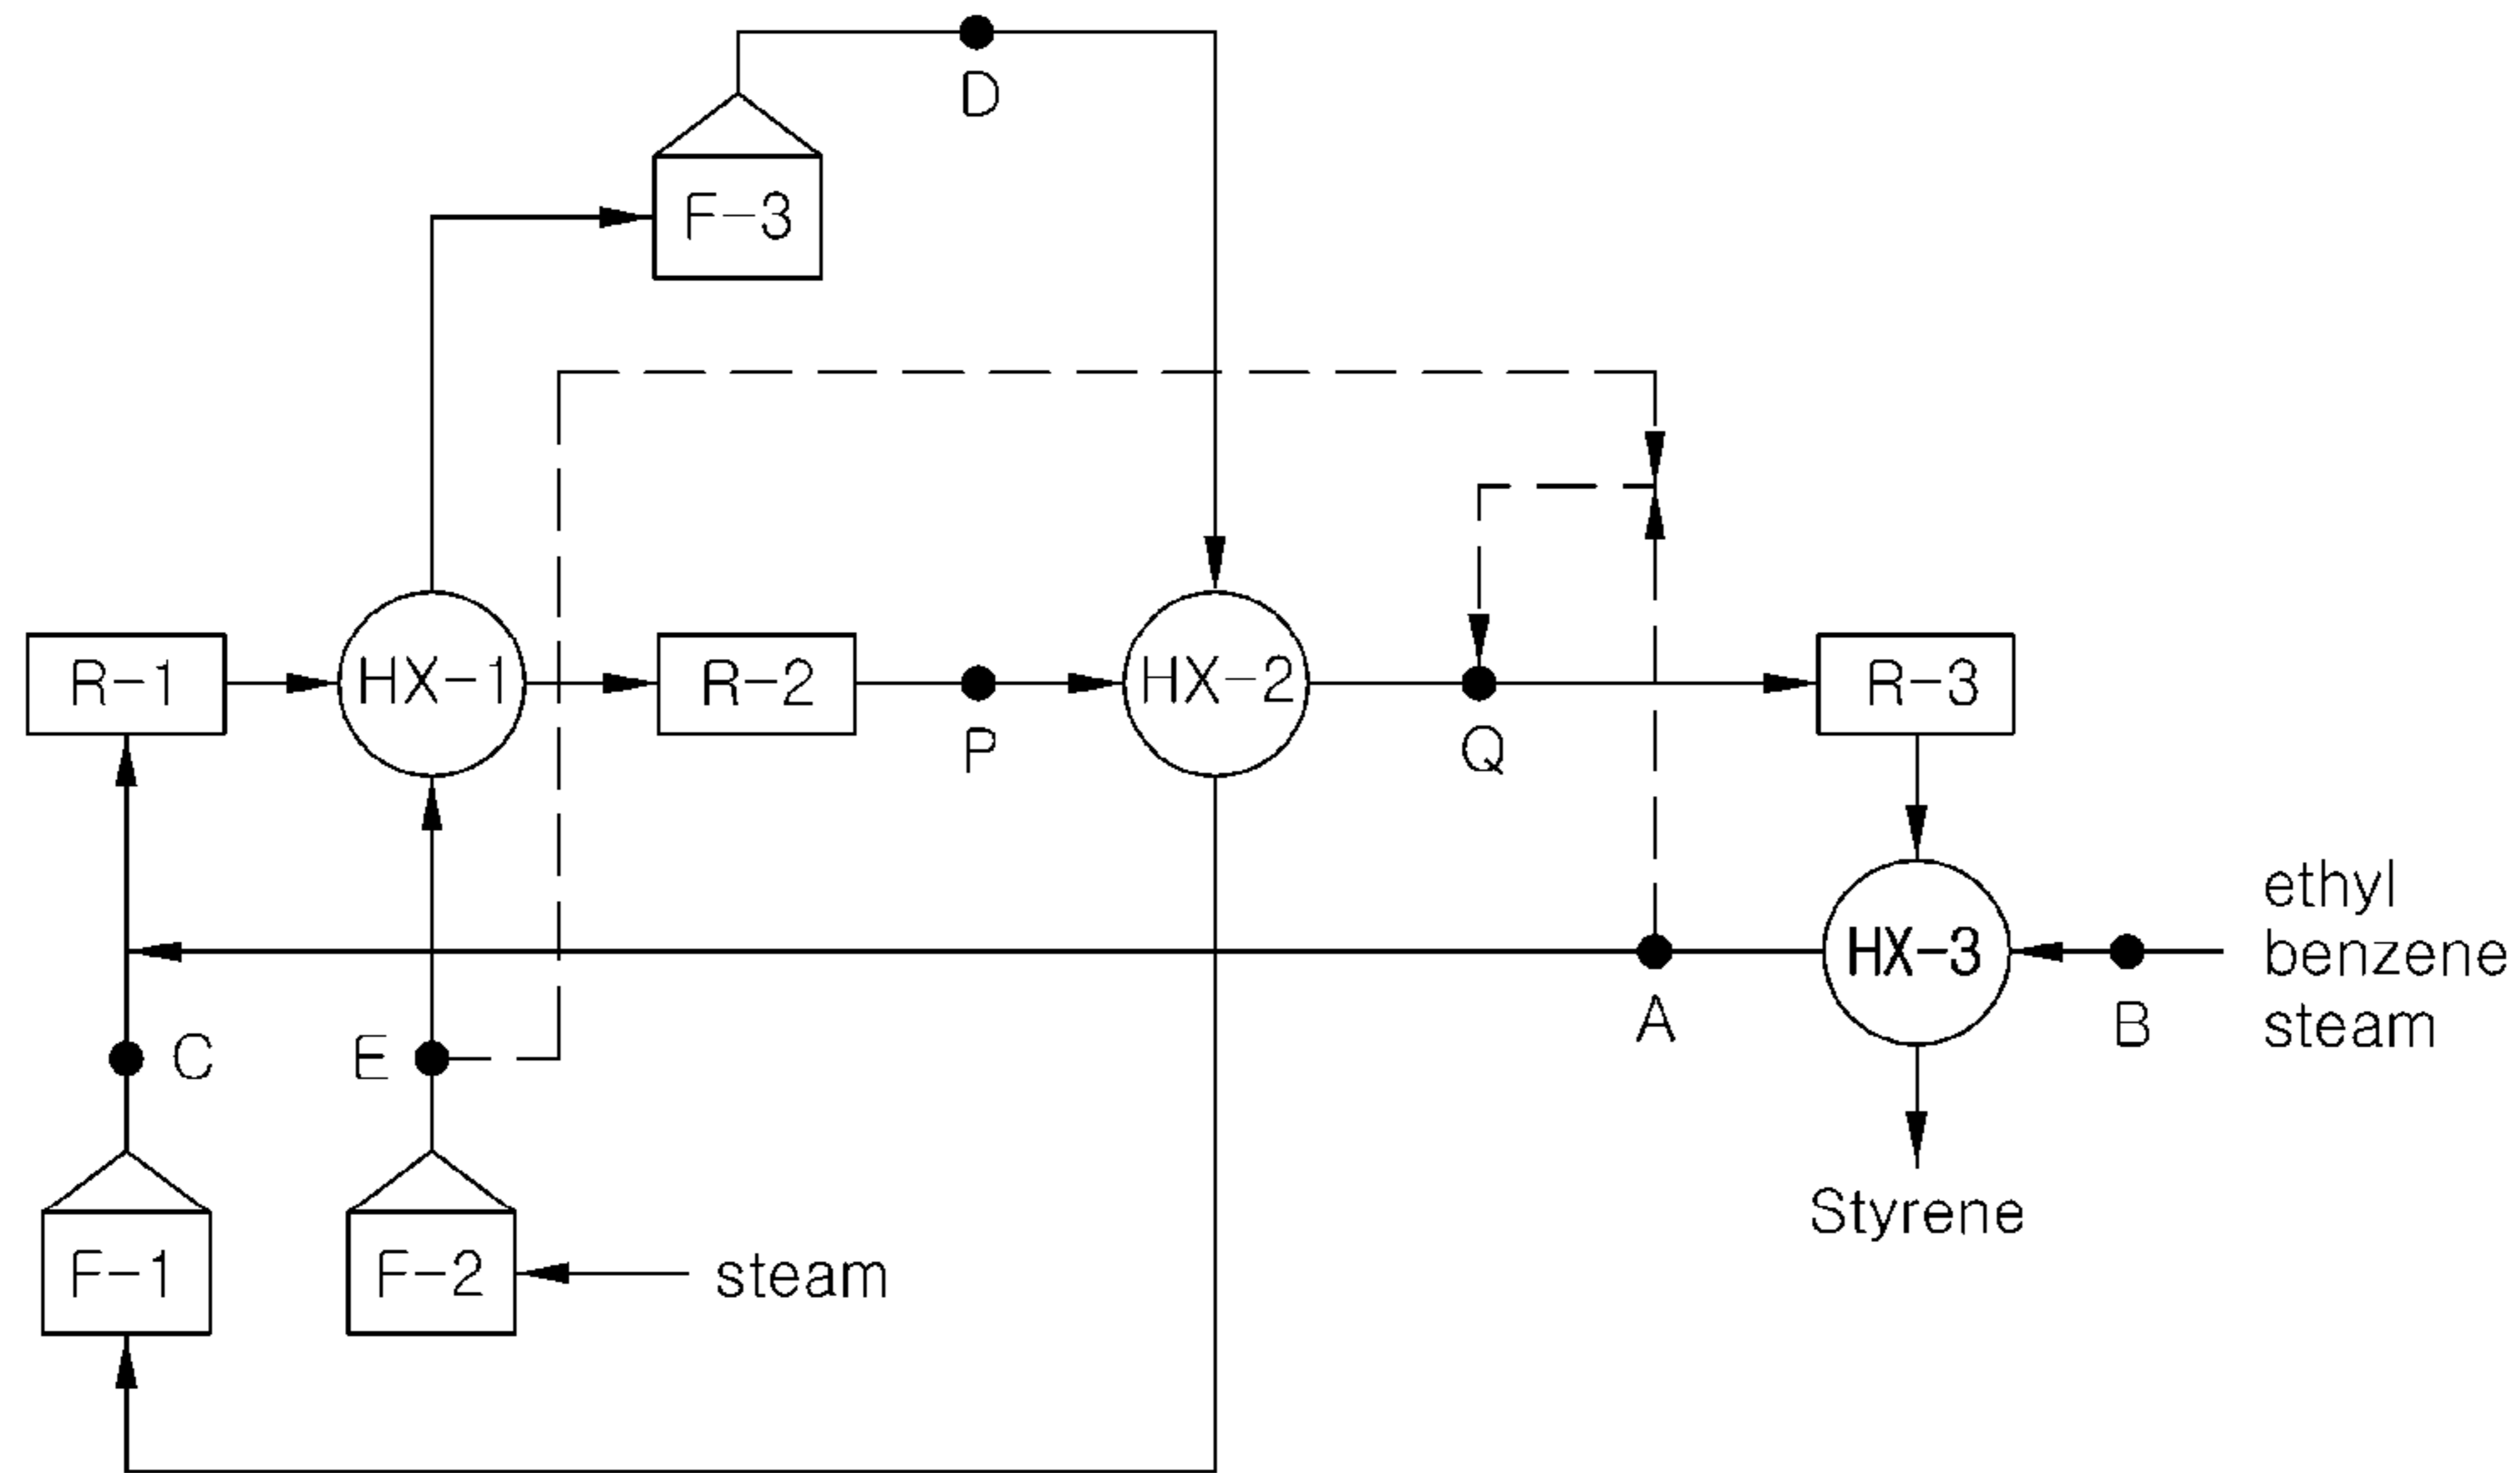 D
F-3
R-1
HX-1
R-2
HX-2
R-3
P
Q
ethyl
benzene
steam
HX-3
A
B
C
E
Styrene
F-1
F-2
steam